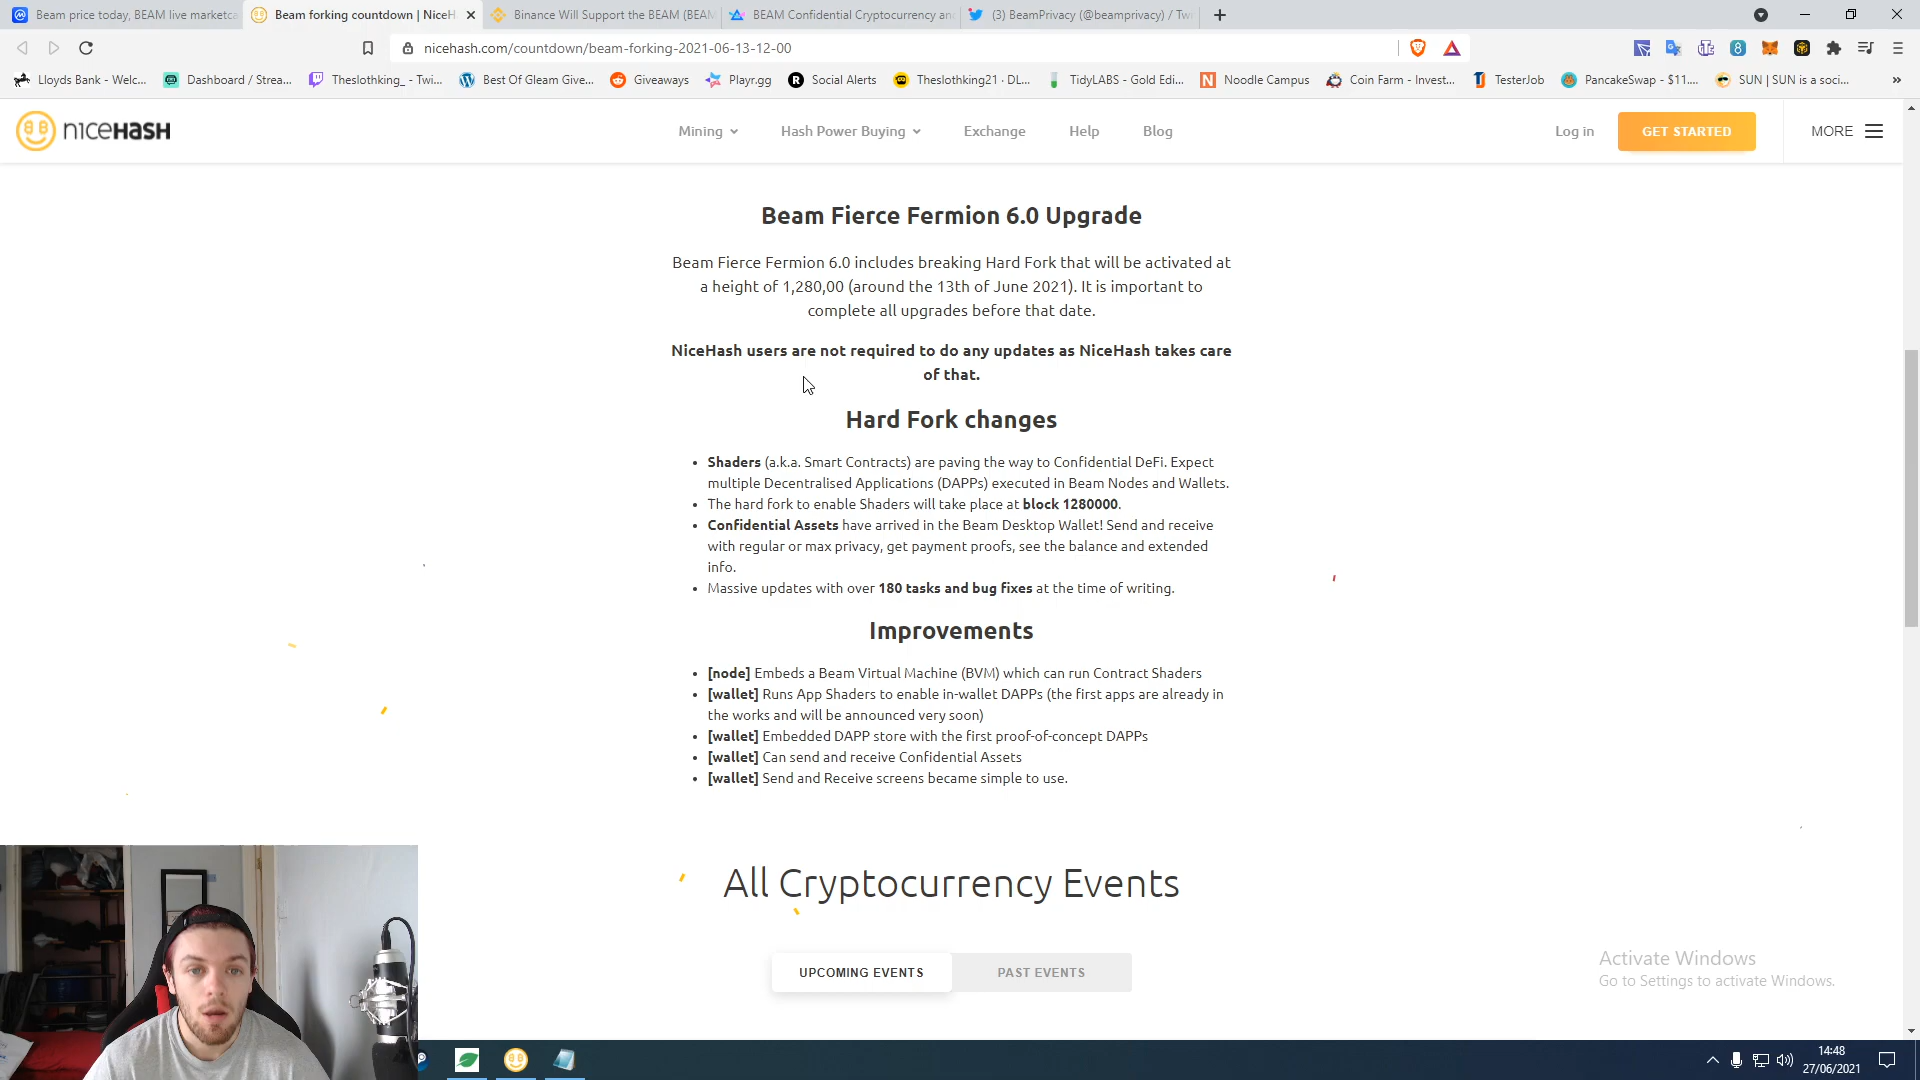 Beam price today, BEAM live marketca
Beam forking countdown | NiceH
Binance Will Support the BEAM (BEAM
BEAM Confidential Cryptocurrency an
(3) BeamPrivacy (@beamprivacy) / Tw
nicehash.com/countdown/beam-forking-2021-06-13-12-00
Lloyds Bank - Welc...
Dashboard / Strea...
Theslothking_ - Twi...
Best Of Gleam Give...
Giveaways
Playr.gg
Social Alerts
Theslothking21 · DL...
TidyLABS - Gold Edi...
Noodle Campus
Coin Farm - Invest...
TesterJob
PancakeSwap - $11....
SUN | SUN is a soci...
»
nıceHASH
Mining
Hash Power Buying
Exchange
Help
Blog
Log in
GET STARTED
MORE
Beam Fierce Fermion 6.0 Upgrade
Beam Fierce Fermion 6.0 includes breaking Hard Fork that will be activated at
a height of 1,280,00 (around the 13th of June 2021). It is important to
complete all upgrades before that date.
NiceHash users are not required to do any updates as NiceHash takes care
of that.
Hard Fork changes
• Shaders (a.k.a. Smart Contracts) are paving the way to Confidential DeFi. Expect
multiple Decentralised Applications (DAPPs) executed in Beam Nodes and Wallets.
• The hard fork to enable Shaders will take place at block 1280000.
• Confidential Assets have arrived in the Beam Desktop Wallet! Send and receive
with regular or max privacy, get payment proofs, see the balance and extended
info.
• Massive updates with over 180 tasks and bug fixes at the time of writing.
Improvements
• [node] Embeds a Beam Virtual Machine (BVM) which can run Contract Shaders
• [wallet] Runs App Shaders to enable in-wallet DAPPs (the first apps are already in
the works and will be announced very soon)
• [wallet] Embedded DAPP store with the first proof-of-concept DAPPs
• [wallet] Can send and receive Confidential Assets
• [wallet] Send and Receive screens became simple to use.
All Cryptocurrency Events
UPCOMING EVENTS
PAST EVENTS
Activate Windows
Go to Settings to activate Windows.
14:48
27/06/2021